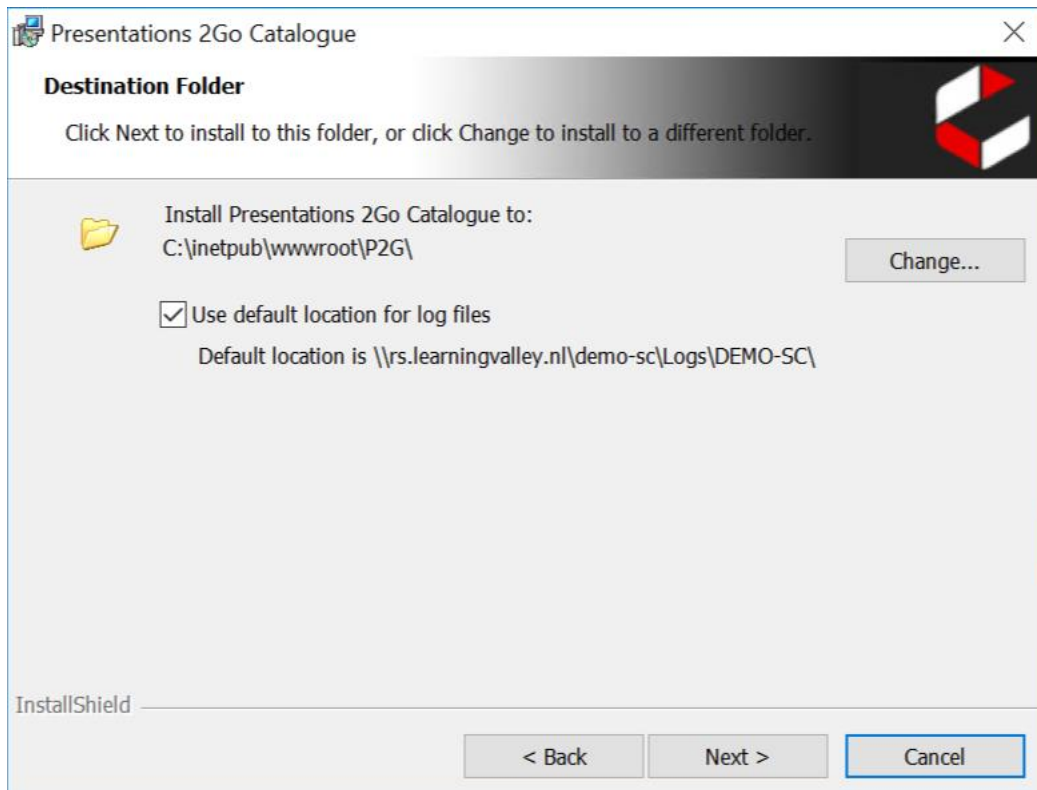 Presentations 2Go Catalogue
Destination Folder
Click Next to install to this folder, or click Change to install to a different folder.
Install Presentations 2Go Catalogue to:
C:\inetpub\wwwroot\P2G\
Change...
Use default location for log files
Default location is \\rs.learningvalley.nl\demo-sc\Logs\DEMO-SC\
InstallShield
< Back
Next >
Cancel